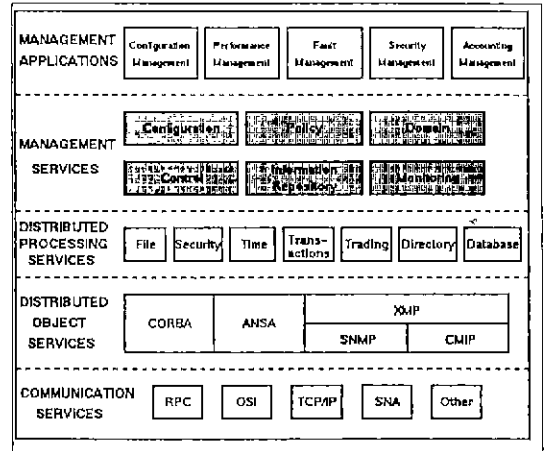 MANAGEMENT APPLICATIONS
Configuration Management
Performance Management
Fault Management
Security Management
Accounting Management
MANAGEMENT SERVICES
Configuration
Policy
Domain
Control
Information Repository
Monitoring
DISTRIBUTED PROCESSING SERVICES
File
Security
Time
Trans-
actions
Trading
Directory
Database
DISTRIBUTED OBJECT SERVICES
CORBA
ANSA
XMP
SNMP
CMIP
COMMUNICATION SERVICES
RPC
OSI
TCP/IP
SNA
Other